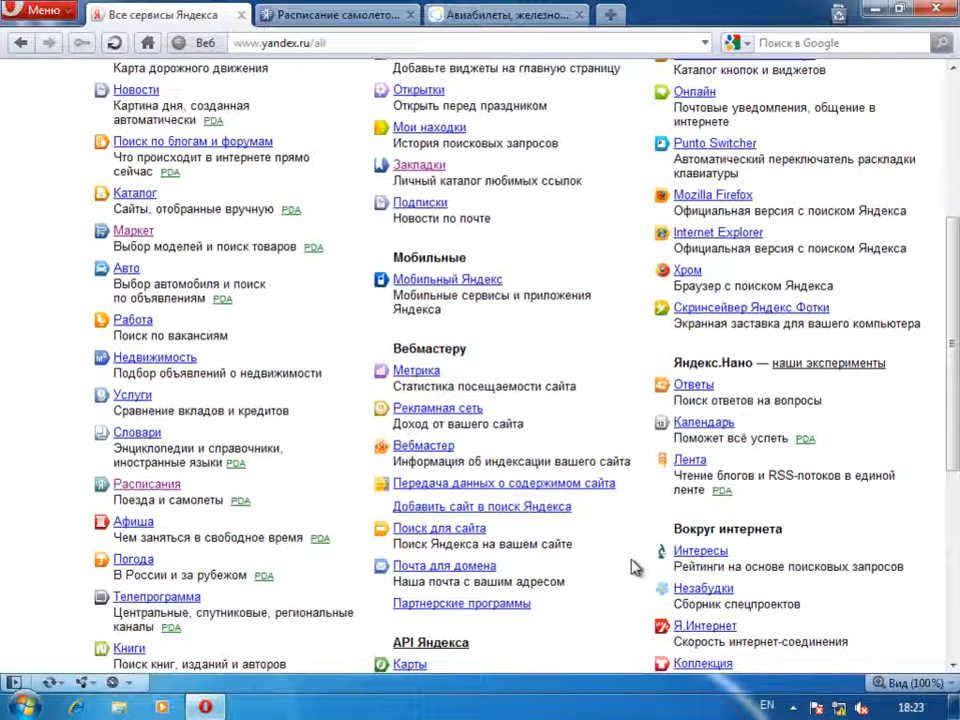 Меню
Все сервисы Яндекса
Расписание самолето...
Авиабилеты, железно...
Веб
www.yandex.ru/all
Поиск в Google
Карта дорожного движения
Новости
Картина дня, созданная
автоматически PDA
Поиск по блогам и форумам
Что происходит в интернете прямо
сейчас PDA
Каталог
Сайты, отобранные вручную PDA
Маркет
Выбор моделей и поиск товаров PDA
Авто
Выбор автомобиля и поиск
по объявлениям PDA
Работа
Поиск по вакансиям
Недвижимость
Подбор объявлений о недвижимости
Услуги
Сравнение вкладов и кредитов
Словари
Энциклопедии и справочники,
иностранные языки PDA
Расписания
Поезда и самолеты PDA
Афиша
Чем заняться в свободное время PDA
Погода
В России и за рубежом PDA
Телепрограмма
Центральные, спутниковые, региональные
каналы PDA
Книги
Поиск книг, изданий и авторов
Добавьте виджеты на главную страницу
Открытки
Открыть перед праздником
Мои находки
История поисковых запросов
Закладки
Личный каталог любимых ссылок
Подписки
Новости по почте
Мобильные
Мобильный Яндекс
Мобильные сервисы и приложения
Яндекса
Вебмастеру
Метрика
Статистика посещаемости сайта
Рекламная сеть
Доход от вашего сайта
Вебмастер
Информация об индексации вашего сайта
Передача данных о содержимом сайта
Добавить сайт в поиск Яндекса
Поиск для сайта
Поиск Яндекса на вашем сайте
Почта для домена
Наша почта с вашим адресом
Партнерские программы
API Яндекса
Карты
Каталог кнопок и виджетов
Онлайн
Почтовые уведомления, общение в
интернете
Punto Switcher
Автоматический переключатель раскладки
клавиатуры
Mozilla Firefox
Официальная версия с поиском Яндекса
Internet Explorer
Официальная версия с поиском Яндекса
Хром
Браузер с поиском Яндекса
Скринсейвер Яндекс.Фотки
Экранная заставка для вашего компьютера
Яндекс.Нано — наши эксперименты
Ответы
Поиск ответов на вопросы
Календарь
Поможет всё успеть PDA
Лента
Чтение блогов и RSS-потоков в единой
ленте PDA
Вокруг интернета
Интересы
Рейтинги на основе поисковых запросов
Незабудки
Сборник спецпроектов
Я.Интернет
Скорость интернет-соединения
Коллекция
Вид (100%)
EN
18:23